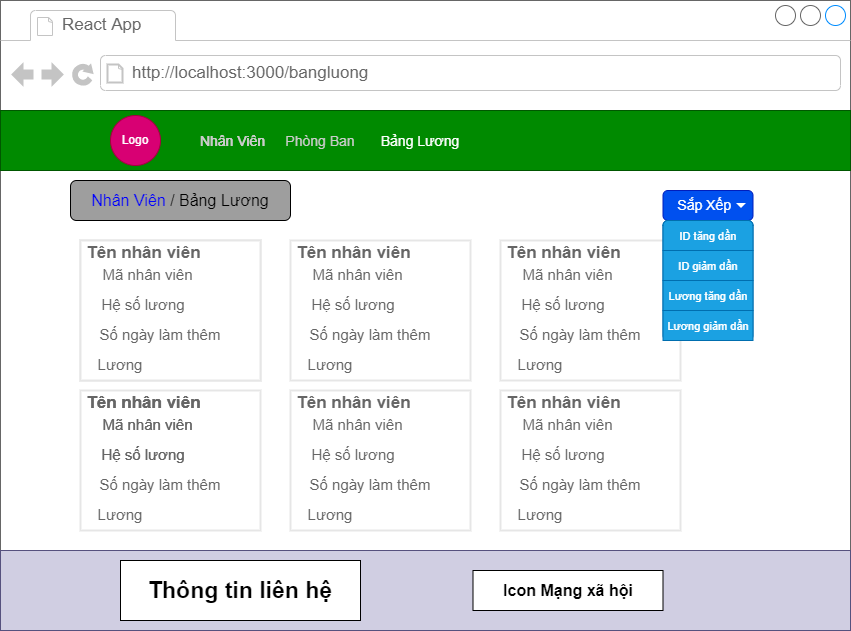 React App
http://localhost:3000/bangluong
Logo
Nhân Viên
Phòng Ban
Bảng Lương
Nhân Viên / Bảng Lương
Sắp Xếp
ID tăng dần
ID giảm dần
Lương tăng dần
Lương giảm dần
Tên nhân viên
Mã nhân viên
Hệ số lương
Số ngày làm thêm
Lương
Tên nhân viên
Mã nhân viên
Hệ số lương
Số ngày làm thêm
Lương
Tên nhân viên
Mã nhân viên
Hệ số lương
Số ngày làm thêm
Lương
Tên nhân viên
Mã nhân viên
Hệ số lương
Số ngày làm thêm
Lương
Tên nhân viên
Mã nhân viên
Hệ số lương
Số ngày làm thêm
Lương
Tên nhân viên
Mã nhân viên
Hệ số lương
Số ngày làm thêm
Lương
Thông tin liên hệ
Icon Mạng xã hội